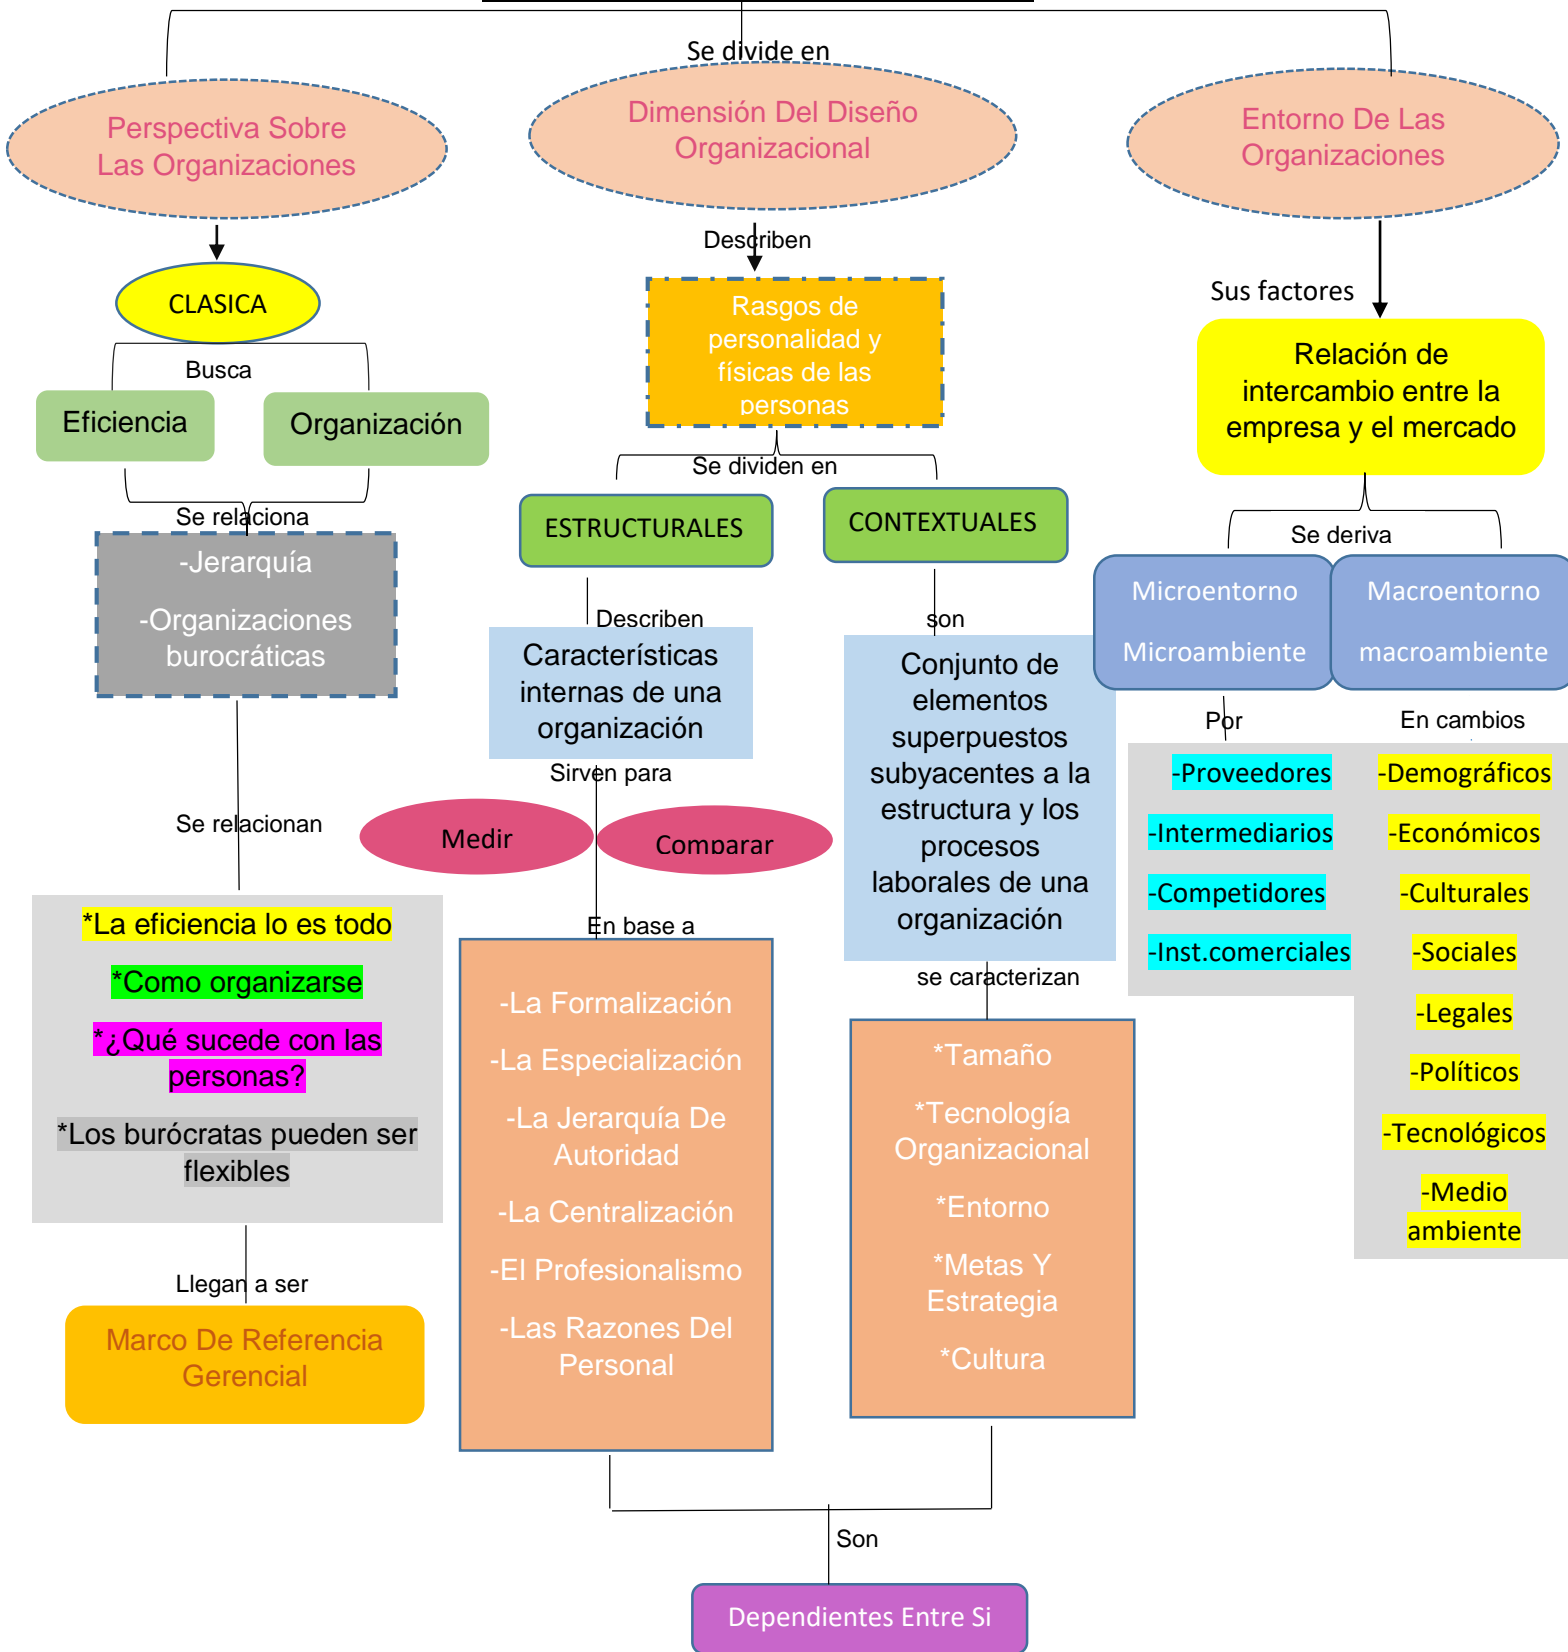 Se divide en
Perspectiva Sobre
Las Organizaciones
CLASICA
Busca
Eficiencia
Organización
Se relaciona
-Jerarquía
-Organizaciones
burocráticas
Se relacionan
*La eficiencia lo es todo
*Como organizarse
*¿Qué sucede con las
personas?
*Los burócratas pueden ser
flexibles
Llegan a ser
Marco De Referencia
Gerencial
Dimensión Del Diseño
Organizacional
Describen
Rasgos de
personalidad y
físicas de las
personas
Se dividen en
ESTRUCTURALES
Describen
Características
internas de una
organización
Sirven para
Medir
Comparar
En base a
-La Formalización
-La Especialización
-La Jerarquía De
Autoridad
-La Centralización
-El Profesionalismo
-Las Razones Del
Personal
CONTEXTUALES
son
Conjunto de
elementos
superpuestos
subyacentes a la
estructura y los
procesos
laborales de una
organización
se caracterizan
*Tamaño
*Tecnología
Organizacional
*Entorno
*Metas Y
Estrategia
*Cultura
Son
Dependientes Entre Si
Entorno De Las
Organizaciones
Sus factores
Relación de
intercambio entre la
empresa y el mercado
Se deriva
Microentorno
Microambiente
Por
-Proveedores
-Intermediarios
-Competidores
-Inst.comerciales
Macroentorno
macroambiente
En cambios
-Demográficos
-Económicos
-Culturales
-Sociales
-Legales
-Políticos
-Tecnológicos
-Medio
ambiente